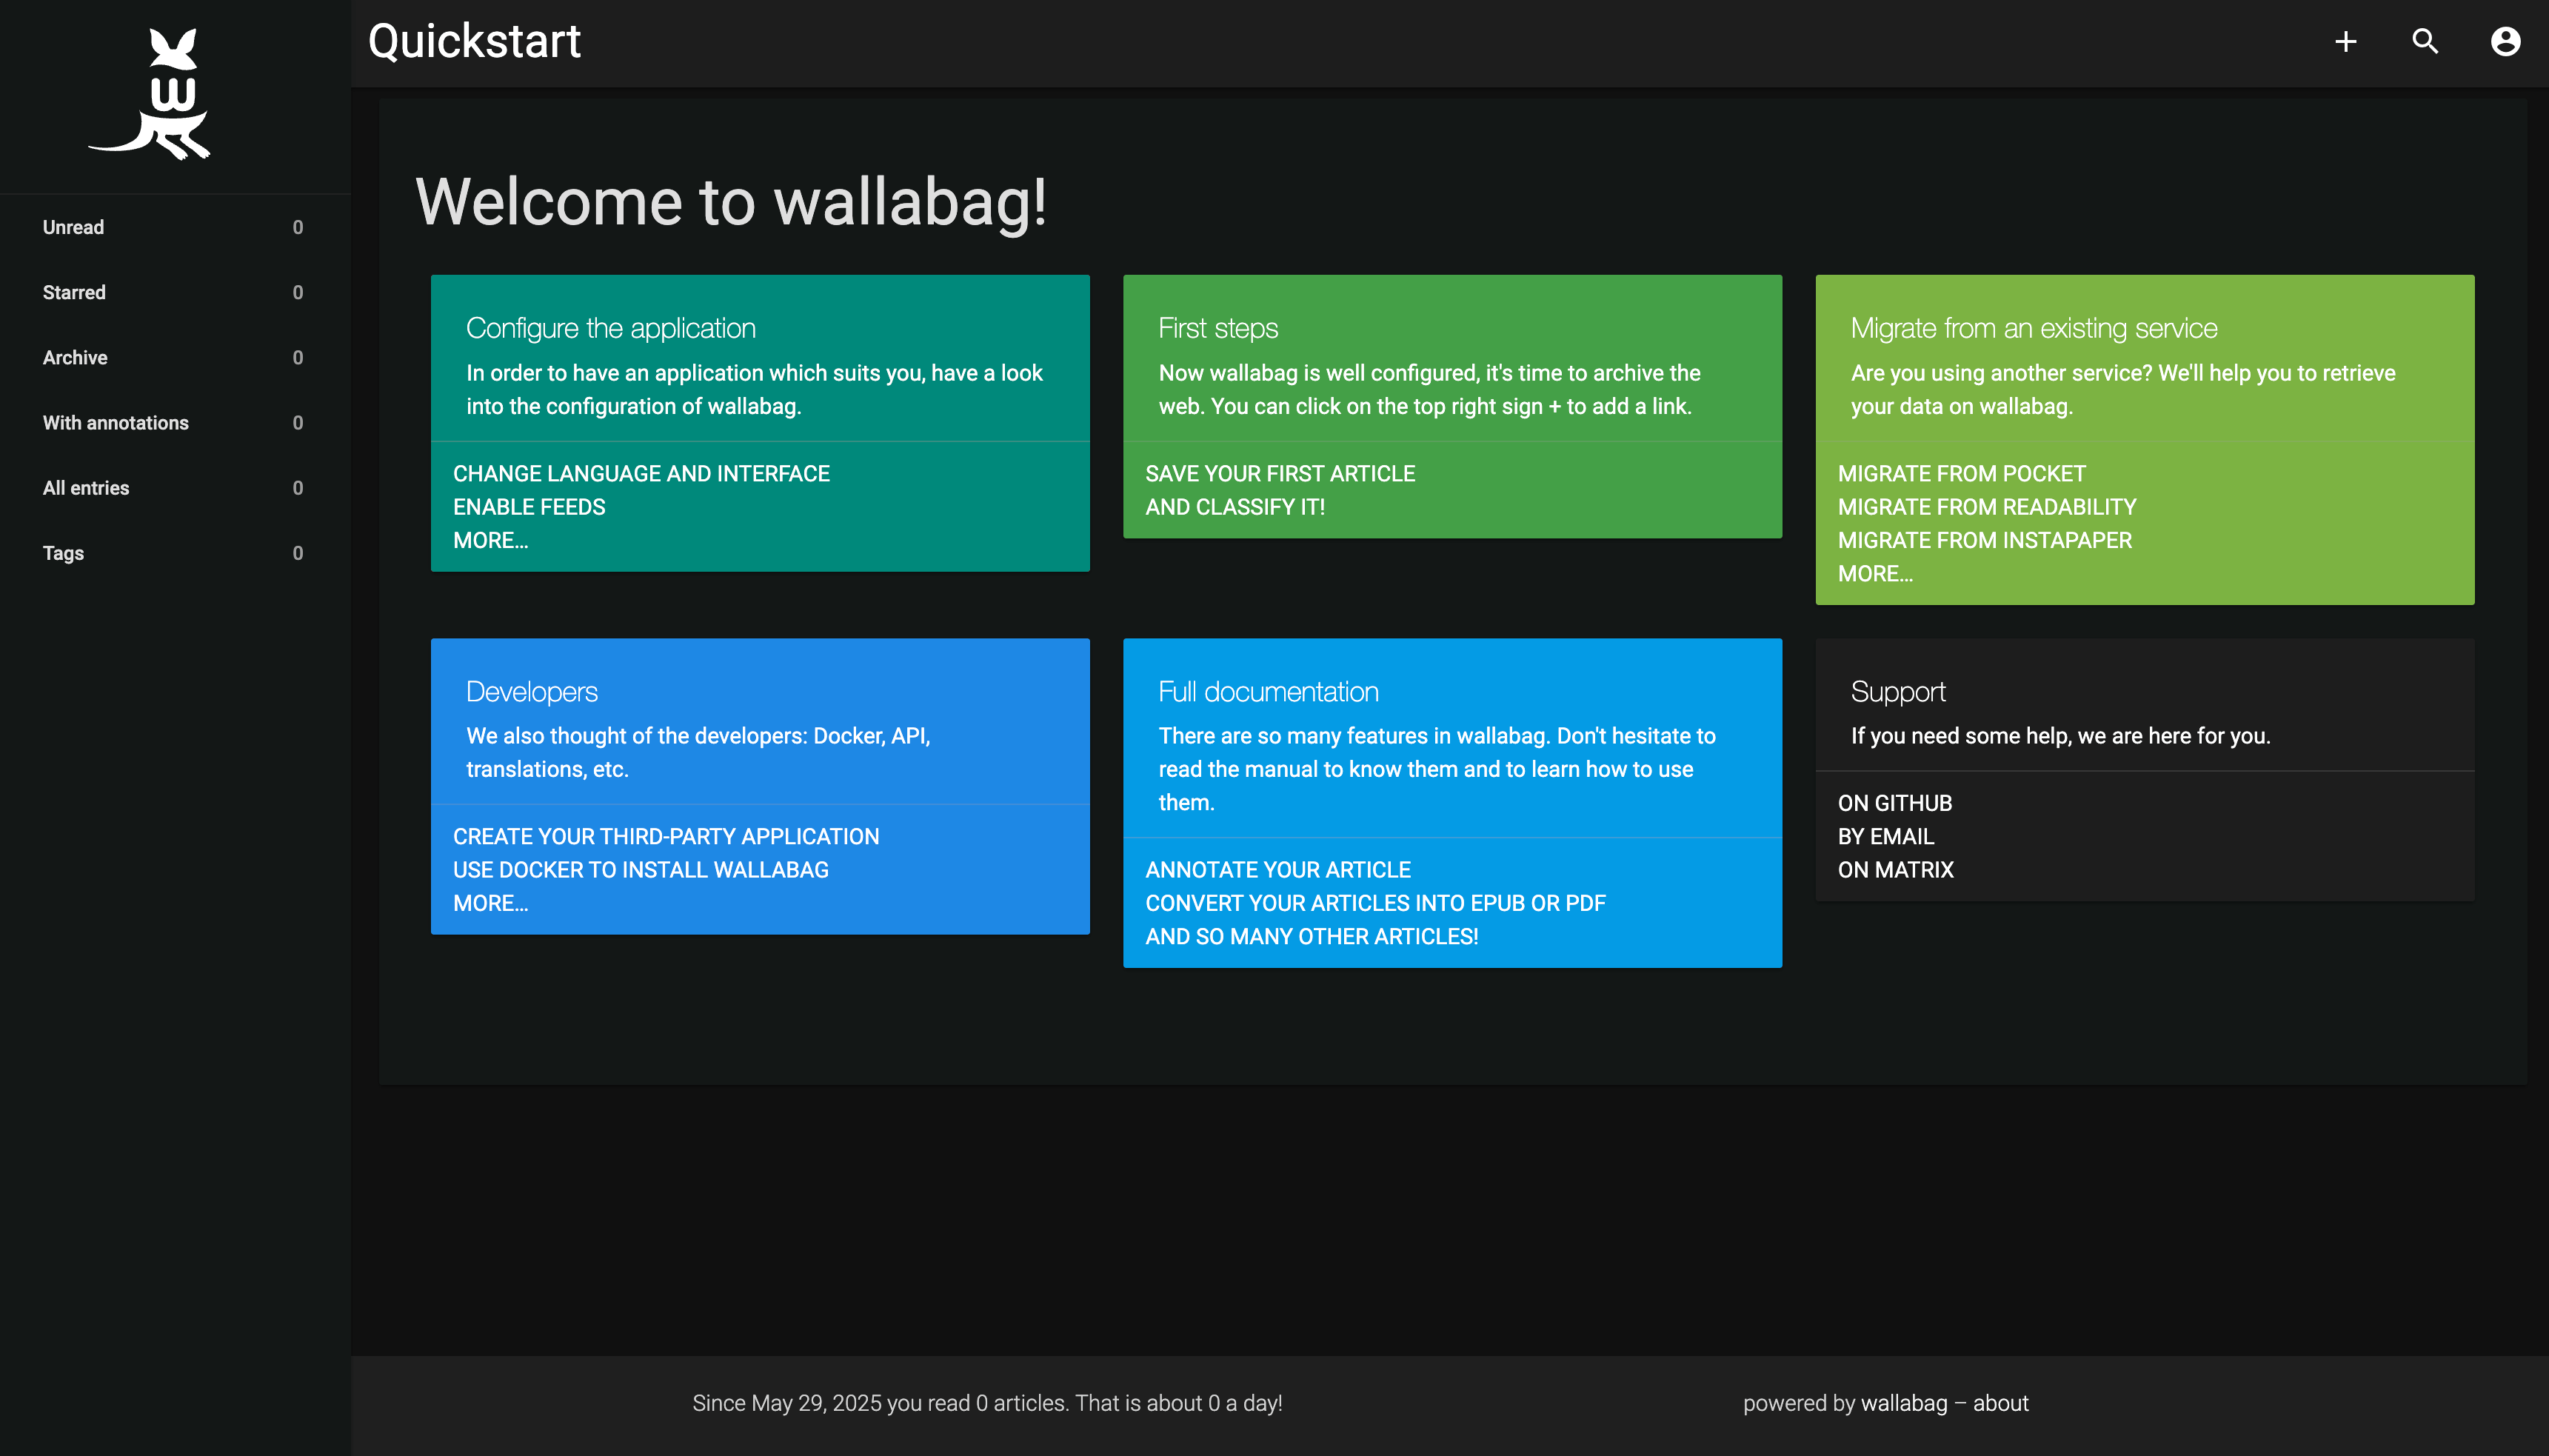 w
Quickstart
Unread 0
Starred 0
Archive 0
With annotations 0
All entries 0
Tags 0
Welcome to wallabag!
Configure the application
In order to have an application which suits you, have a look
into the configuration of wallabag.
CHANGE LANGUAGE AND INTERFACE
ENABLE FEEDS
MORE…
First steps
Now wallabag is well configured, it's time to archive the
web. You can click on the top right sign + to add a link.
SAVE YOUR FIRST ARTICLE
AND CLASSIFY IT!
Migrate from an existing service
Are you using another service? We'll help you to retrieve
your data on wallabag.
MIGRATE FROM POCKET
MIGRATE FROM READABILITY
MIGRATE FROM INSTAPAPER
MORE…
Developers
We also thought of the developers: Docker, API,
translations, etc.
CREATE YOUR THIRD-PARTY APPLICATION
USE DOCKER TO INSTALL WALLABAG
MORE…
Full documentation
There are so many features in wallabag. Don't hesitate to
read the manual to know them and to learn how to use
them.
ANNOTATE YOUR ARTICLE
CONVERT YOUR ARTICLES INTO EPUB OR PDF
AND SO MANY OTHER ARTICLES!
Support
If you need some help, we are here for you.
ON GITHUB
BY EMAIL
ON MATRIX
Since May 29, 2025 you read 0 articles. That is about 0 a day!
powered by wallabag – about